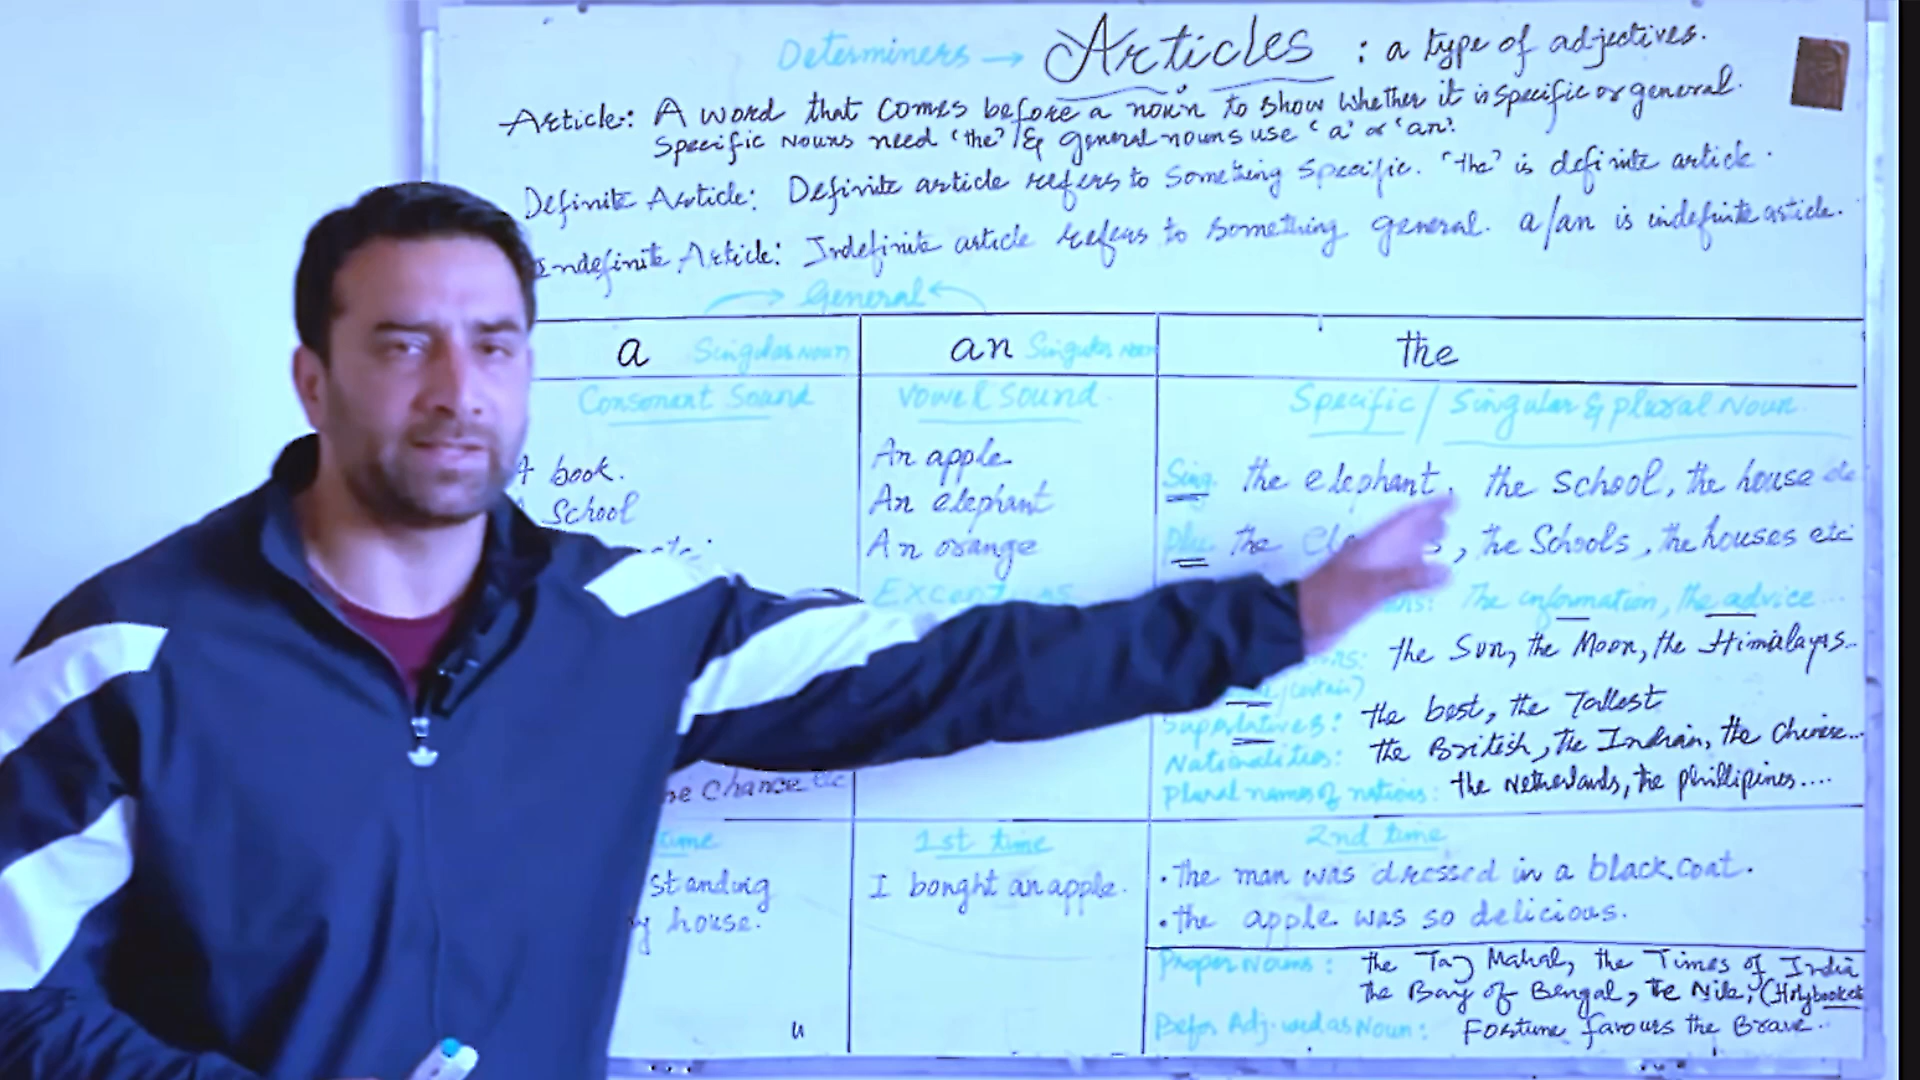 Determiners → Articles : a type of adjectives.
Article: A word that comes before a noun to show whether it is specific or general.
Specific nouns need 'the' & general nouns use 'a' or 'an'.
Definite Article: Definite article refers to something specific. 'the' is definite article.
Indefinite Article: Indefinite article refers to something general. a/an is indefinite article.
General
a Singular noun
an Singular noun
the
Consonant Sound
Vowel Sound
Specific / Singular & plural Noun
A book.
School
An apple
An elephant
An orange
Sing. the elephant, the school, the house etc
Plu. the, the Schools, the houses etc
The information, the advice...
the Sun, the Moon, the Himalayas...
certain)
Superlatives: the best, the Tallest
Nationalities: the British, the Indian, the Chinese...
Plural names of nations: the Netherlands, the phillipines....
chance etc
time
standing
house.
1st time
I bought an apple.
2nd time
• the man was dressed in a black coat.
• the apple was so delicious.
Proper Nouns: the Taj Mahal, the Times of India
the Bay of Bengal, the Nile, (Holy books etc
Befor Adj. used as Noun: Fortune favours the Brave..